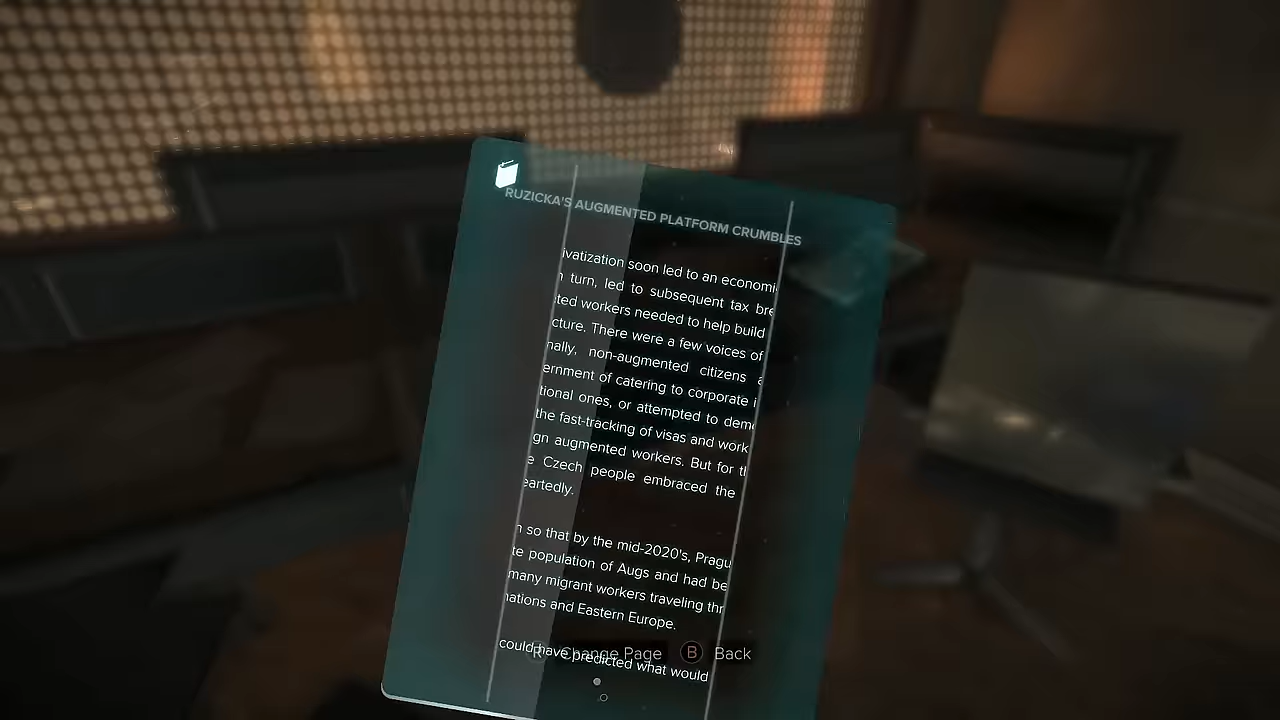 RUZICKA'S AUGMENTED PLATFORM CRUMBLES
ivatization soon led to an economi
turn, led to subsequent tax bre
ted workers needed to help build
cture. There were a few voices of
nally, non-augmented citizens a
ernment of catering to corporate i
tional ones, or attempted to dem
the fast-tracking of visas and work
gn augmented workers. But for t
e Czech people embraced the
eartedly.
so that by the mid-2020's, Pragu
te population of Augs and had be
many migrant workers traveling thr
nations and Eastern Europe.
could have predicted what would
R Change Page B Back